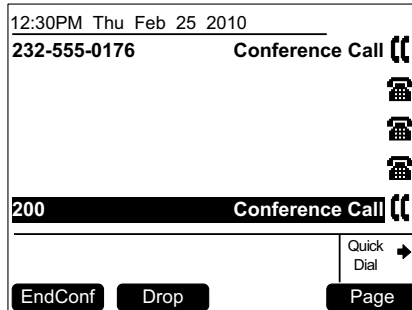 12:30PM Thu Feb 25 2010
232-555-0176 Conference Call
200 Conference Call
Quick
Dial
EndConf Drop Page